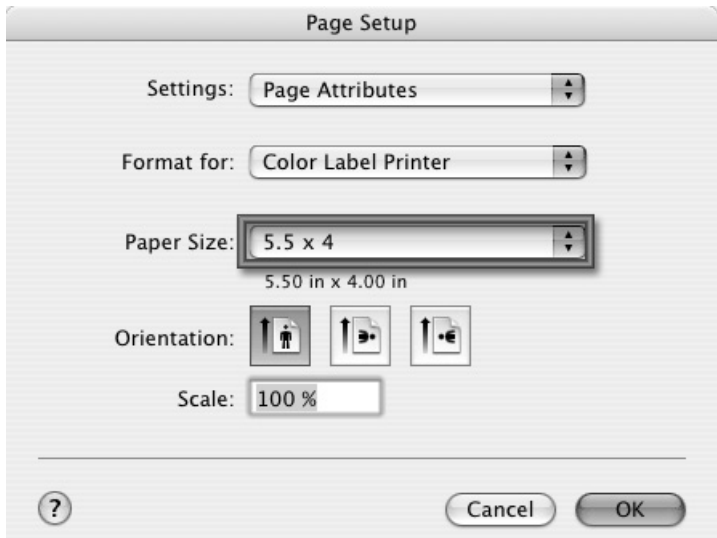 Page Setup
Settings: Page Attributes
Format for: Color Label Printer
Paper Size: 5.5 x 4
5.50 in x 4.00 in
Orientation:
Scale: 100 %
? Cancel OK